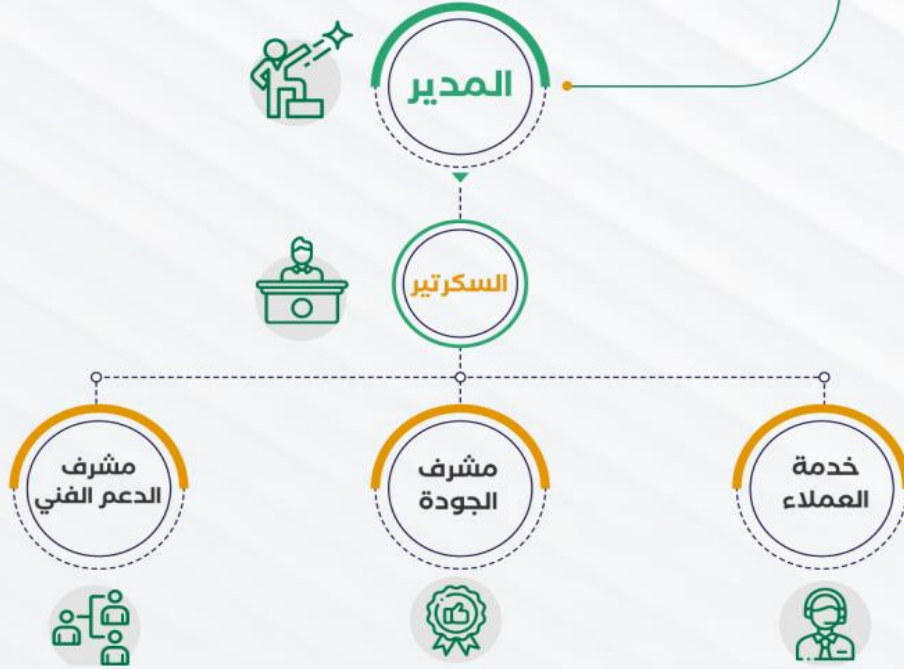 المدير
السكرتير
خدمة
العملاء
مشرف
الجودة
مشرف
الدعم الفني